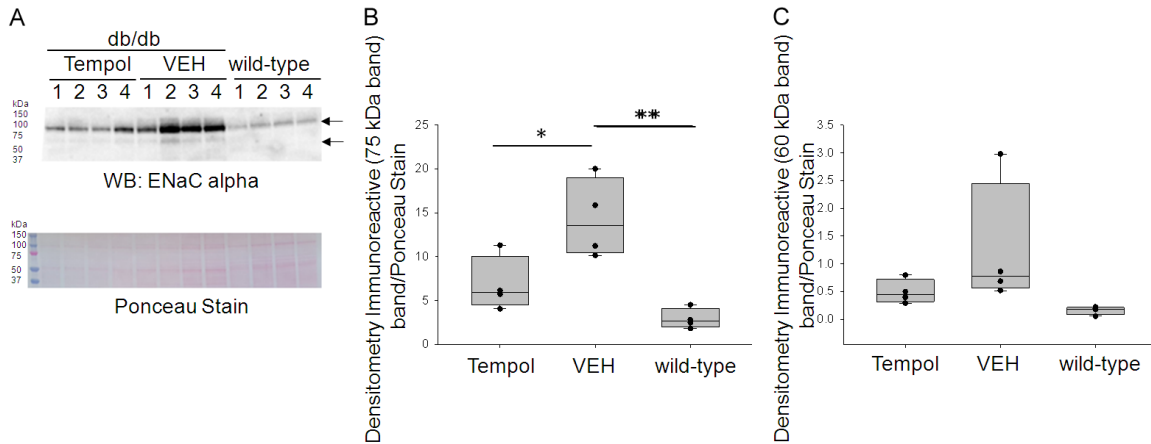 A
db/db
Tempol VEH wild-type
1 2 3 4 1 2 3 4 1 2 3 4
kDa
150
100
75
50
37
WB: ENaC alpha
kDa
150
100
75
50
37
Ponceau Stain
B
Densitometry Immunoreactive (75 kDa band)
band/Ponceau Stain
25
20
15
10
5
0
*
**
Tempol VEH wild-type
C
Densitometry Immunoreactive (60 kDa band)
band/Ponceau Stain
3.5
3.0
2.5
2.0
1.5
1.0
0.5
0.0
Tempol VEH wild-type